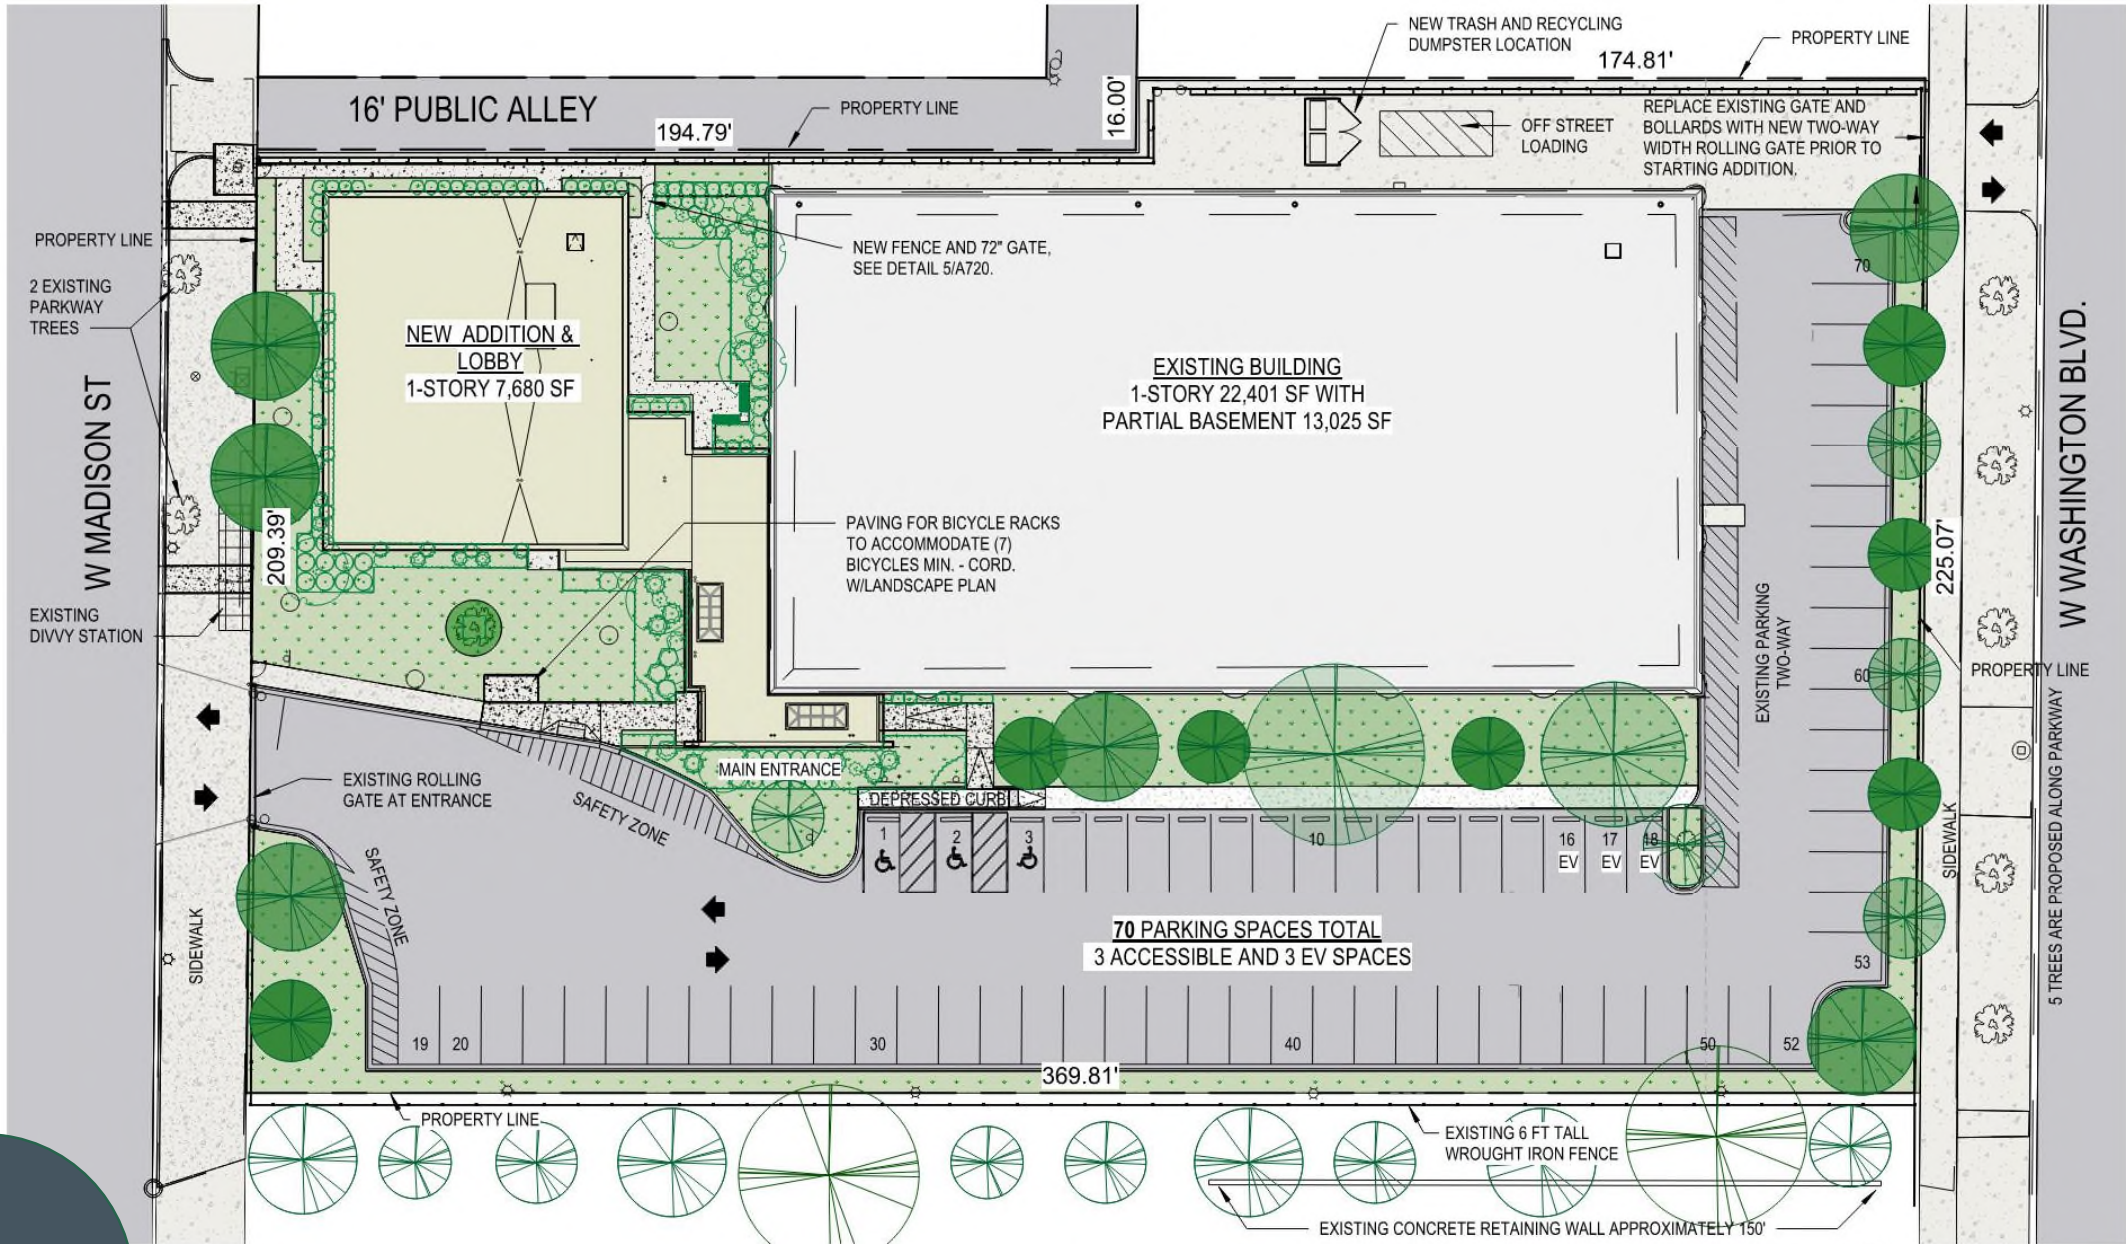 NEW TRASH AND RECYCLING
DUMPSTER LOCATION
174.81'
PROPERTY LINE
16' PUBLIC ALLEY
194.79'
PROPERTY LINE
16.00'
OFF STREET
LOADING
REPLACE EXISTING GATE AND
BOLLARDS WITH NEW TWO-WAY
WIDTH ROLLING GATE PRIOR TO
STARTING ADDITION.
PROPERTY LINE
2 EXISTING
PARKWAY
TREES
NEW FENCE AND 72" GATE,
SEE DETAIL 5/A720.
70
NEW ADDITION &
LOBBY
1-STORY 7,680 SF
EXISTING BUILDING
1-STORY 22,401 SF WITH
PARTIAL BASEMENT 13,025 SF
W MADISON ST
W WASHINGTON BLVD.
209.39'
225.07'
PAVING FOR BICYCLE RACKS
TO ACCOMMODATE (7)
BICYCLES MIN. - CORD.
W/LANDSCAPE PLAN
EXISTING
DIVVY STATION
EXISTING PARKING
TWO-WAY
60
PROPERTY LINE
EXISTING ROLLING
GATE AT ENTRANCE
MAIN ENTRANCE
SAFETY ZONE
DEPRESSED CURB
SAFETY ZONE
1
2
3
10
16
17
18
EV
EV
EV
SIDEWALK
SIDEWALK
5 TREES ARE PROPOSED ALONG PARKWAY
70 PARKING SPACES TOTAL
3 ACCESSIBLE AND 3 EV SPACES
53
19
20
30
40
50
52
369.81'
PROPERTY LINE
EXISTING 6 FT TALL
WROUGHT IRON FENCE
EXISTING CONCRETE RETAINING WALL APPROXIMATELY 150'